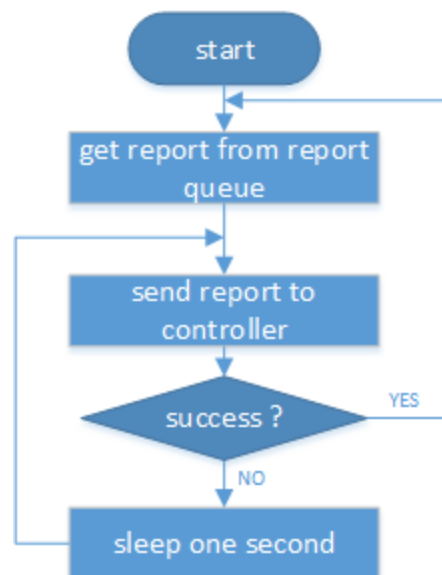 start
get report from report
queue
send report to
controller
success ?
YES
NO
sleep one second